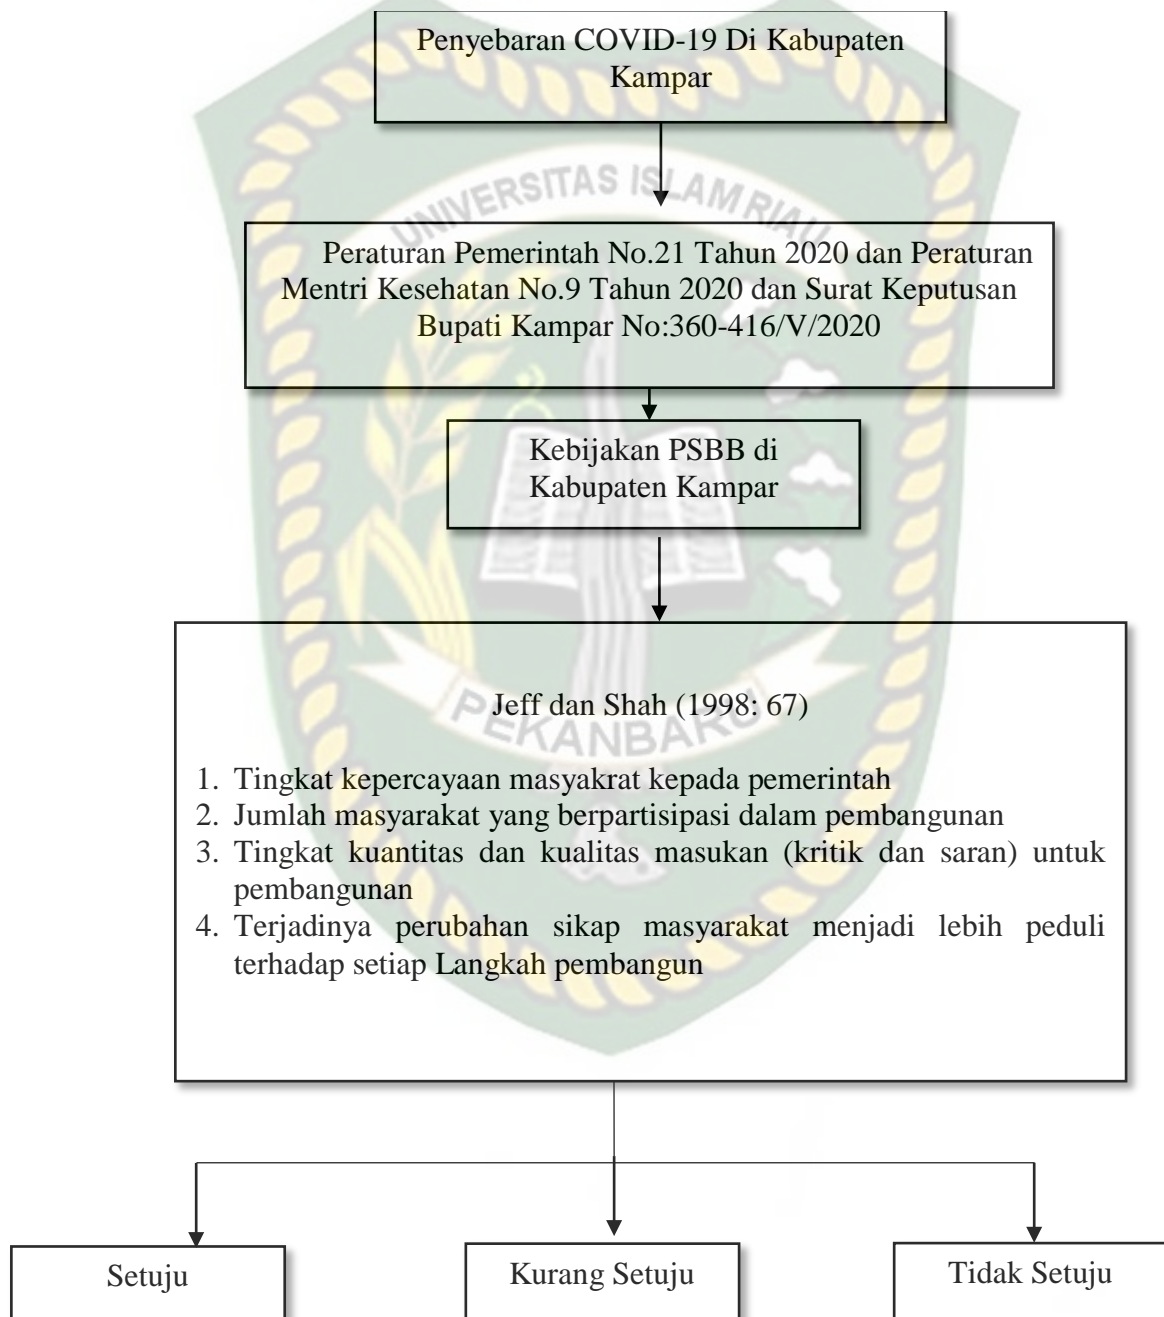 Penyebaran COVID-19 Di Kabupaten
Kampar
UNIVERSITAS ISLAM RIAU
Peraturan Pemerintah No.21 Tahun 2020 dan Peraturan
Mentri Kesehatan No.9 Tahun 2020 dan Surat Keputusan
Bupati Kampar No:360-416/V/2020
Kebijakan PSBB di
Kabupaten Kampar
Jeff dan Shah (1998: 67)
PEKANBARU
1. Tingkat kepercayaan masyakrat kepada pemerintah
2. Jumlah masyarakat yang berpartisipasi dalam pembangunan
3. Tingkat kuantitas dan kualitas masukan (kritik dan saran) untuk
pembangunan
4. Terjadinya perubahan sikap masyarakat menjadi lebih peduli
terhadap setiap Langkah pembangun
Setuju
Kurang Setuju
Tidak Setuju